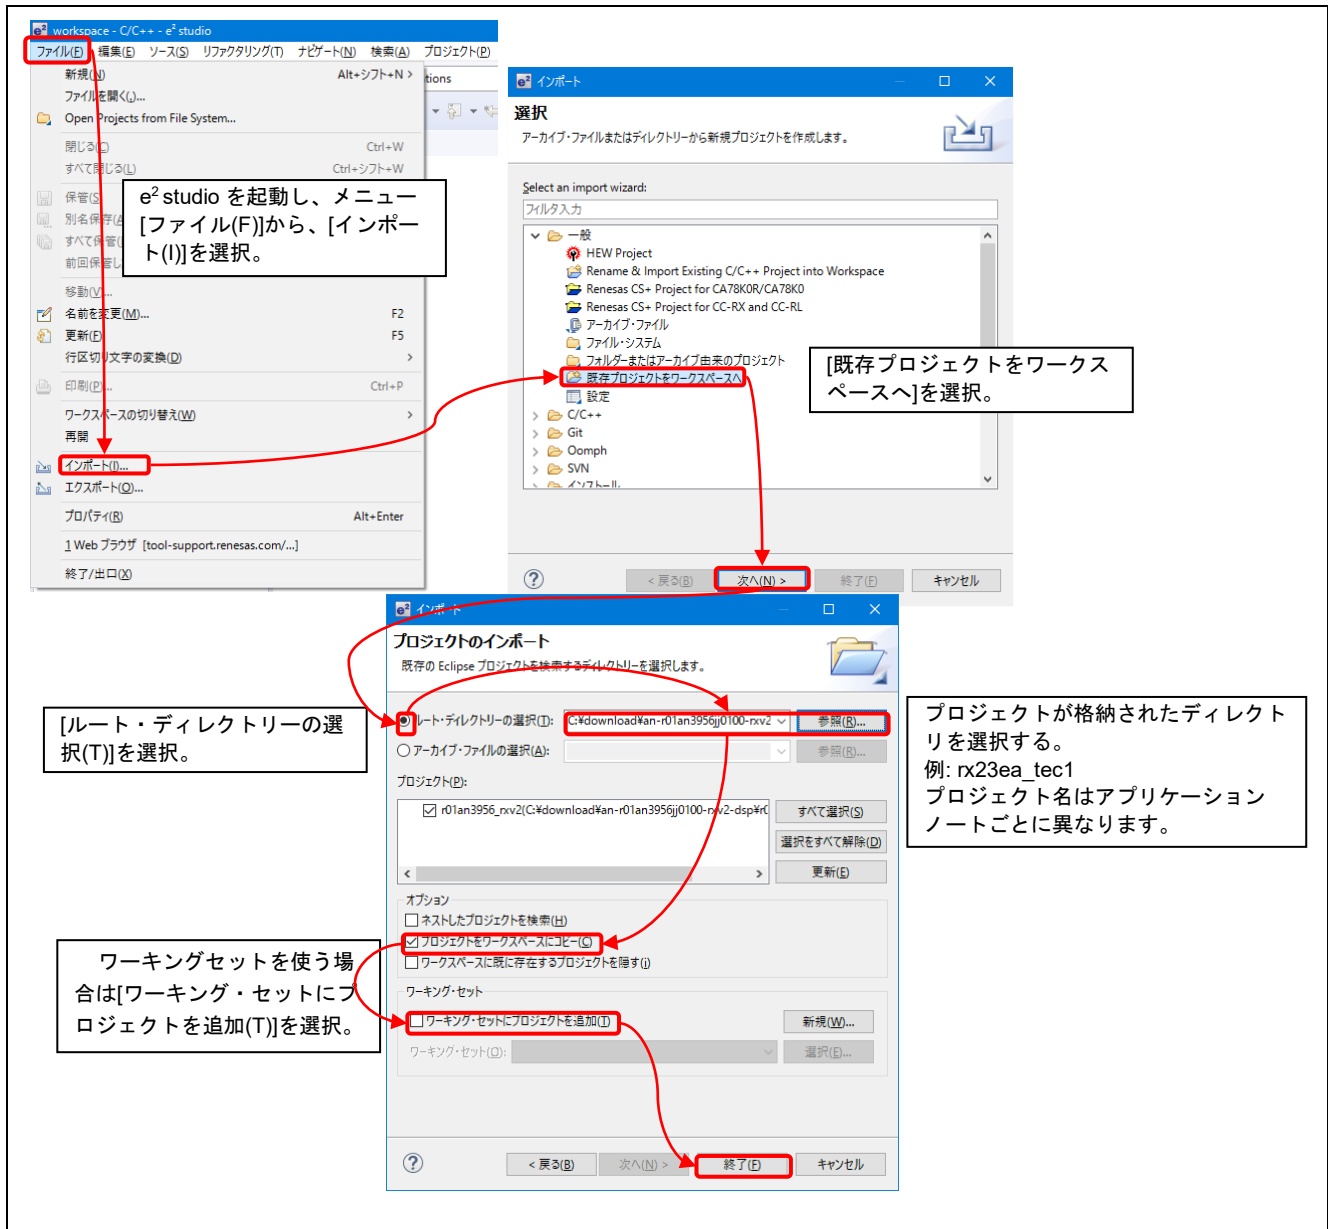 workspace - C/C++ - e² studio
ファイル(F) 編集(E) ソース(S) リファクタリング(T) ナビゲート(N) 検索(A) プロジェクト(P)
新規(N) Alt+シフト+N >
ファイルを開く(.)...
Open Projects from File System...
閉じる(C) Ctrl+W
すべて閉じる(L) Ctrl+シフト+W
保管(S)
別名保存(A)
すべて保管(
前回保管し
移動(V)...
名前を変更(M)... F2
更新(F) F5
行区切り文字の変換(D) >
印刷(P)... Ctrl+P
ワークスペースの切り替え(W) >
再開
インポート(I)...
エクスポート(O)...
プロパティ(R) Alt+Enter
1 Web ブラウザ [tool-support.renesas.com/...]
終了/出口(X)
tions
e² studio を起動し、メニュー
[ファイル(F)]から、[インポー
ト(I)]を選択。
e² インポート
選択
アーカイブ・ファイルまたはディレクトリーから新規プロジェクトを作成します。
Select an import wizard:
フィルタ入力
一般
HEW Project
Rename & Import Existing C/C++ Project into Workspace
Renesas CS+ Project for CA78K0R/CA78K0
Renesas CS+ Project for CC-RX and CC-RL
アーカイブ・ファイル
ファイル・システム
フォルダーまたはアーカイブ由来のプロジェクト
既存プロジェクトをワークスペースへ
設定
> C/C++
> Git
> Oomph
> SVN
> インストール
[既存プロジェクトをワークス
ペースへ]を選択。
? < 戻る(B) 次へ(N) > 終了(F) キャンセル
e² インポート
プロジェクトのインポート
既存の Eclipse プロジェクトを検索するディレクトリーを選択します。
ルート・ディレクトリーの選択(T): C:¥download¥an-r01an3956jj0100-rxv2 参照(R)...
アーカイブ・ファイルの選択(A): 参照(R)...
プロジェクト(P):
r01an3956_rxv2(C:¥download¥an-r01an3956jj0100-rxv2-dsp¥r0 すべて選択(S)
選択をすべて解除(D)
更新(E)
オプション
ネストしたプロジェクトを検索(H)
プロジェクトをワークスペースにコピー(C)
ワークスペースに既に存在するプロジェクトを隠す(i)
ワーキング・セット
ワーキング・セットにプロジェクトを追加(T) 新規(W)...
ワーキング・セット(O): 選択(E)...
? < 戻る(B) 次へ(N) > 終了(F) キャンセル
[ルート・ディレクトリーの選
択(T)]を選択。
プロジェクトが格納されたディレクト
リを選択する。
例: rx23ea_tec1
プロジェクト名はアプリケーション
ノートごとに異なります。
ワーキングセットを使う場
合は[ワーキング・セットにプ
ロジェクトを追加(T)]を選択。